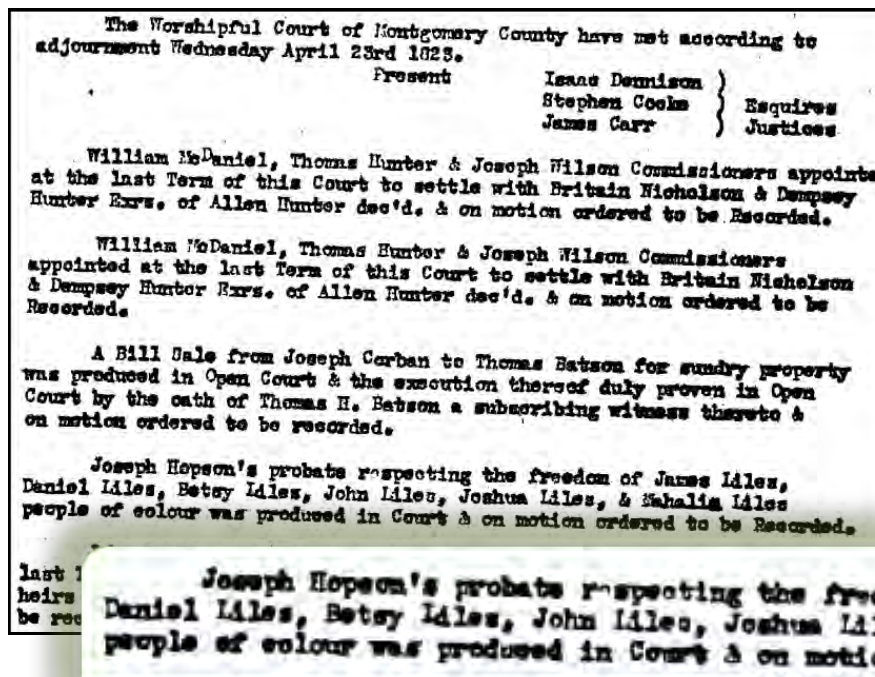 The Worshipful Court of Montgomery County have met according to
adjournment Wednesday April 23rd 1823.
Present Isaac Dennison } 
Stephen Cooke } Esquires
James Carr } Justices
William McDaniel, Thomas Hunter & Joseph Wilson Commissioners appointe
at the last Term of this Court to settle with Britain Nicholson & Dempsey
Hunter Exrs. of Allen Hunter dec'd. & on motion ordered to be Recorded.
William McDaniel, Thomas Hunter & Joseph Wilson Commissioners
appointed at the last Term of this Court to settle with Britain Nicholson
& Dempsey Hunter Exrs. of Allen Hunter dec'd. & on motion ordered to be
Recorded.
A Bill Sale from Joseph Corban to Thomas Batson for sundry property
was produced in Open Court & the execution thereof duly proven in Open
Court by the oath of Thomas H. Batson a subscribing witness thereto &
on motion ordered to be recorded.
Joseph Hopson's probate respecting the freedom of James Liles,
Daniel Liles, Betsy Liles, John Liles, Joshua Liles, & Mahalia Liles
people of colour was produced in Court & on motion ordered to be Recorded.
last
heirs
be rec
Joseph Hopson's probate respecting the free
Daniel Liles, Betsy Liles, John Liles, Joshua Li
people of colour was produced in Court & on motio